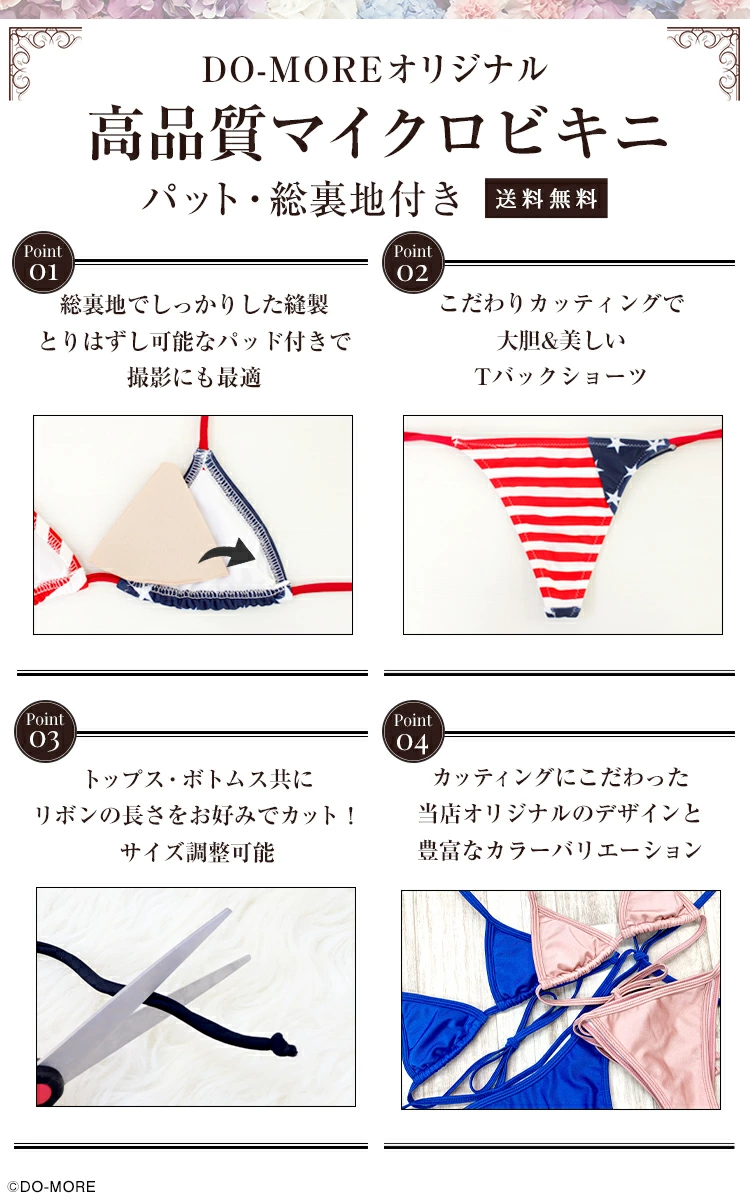 DO-MOREオリジナル
高品質マイクロビキニ
パット・総裏地付き
送料無料
Point
01
総裏地でしっかりした縫製
とりはずし可能なパッド付きで
撮影にも最適
Point
02
こだわりカッティングで
大胆&美しい
Tバックショーツ
Point
03
トップス・ボトムス共に
リボンの長さをお好みでカット！
サイズ調整可能
Point
04
カッティングにこだわった
当店オリジナルのデザインと
豊富なカラーバリエーション
©DO-MORE